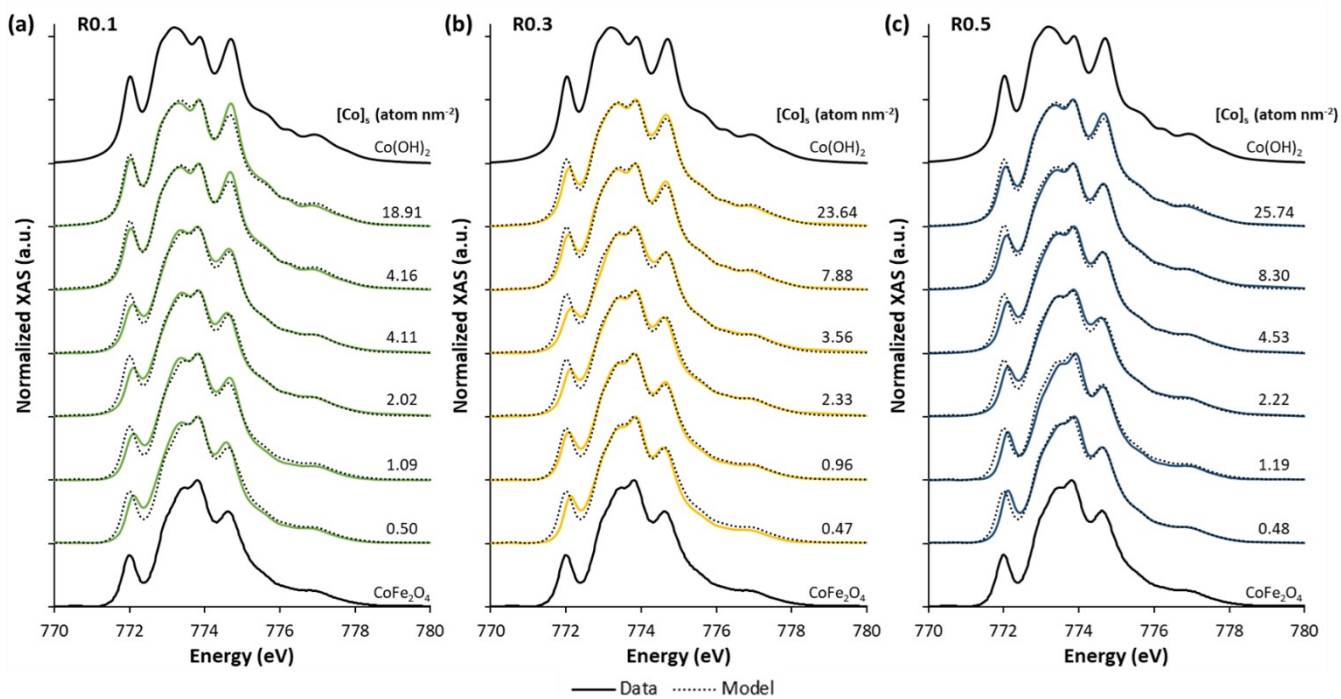 (a) R0.1
Normalized XAS (a.u.)
[Co]s (atom nm⁻²)
Co(OH)₂
18.91
4.16
4.11
2.02
1.09
0.50
CoFe₂O₄
770 772 774 776 778 780
Energy (eV)
(b) R0.3
Normalized XAS (a.u.)
[Co]s (atom nm⁻²)
Co(OH)₂
23.64
7.88
3.56
2.33
0.96
0.47
CoFe₂O₄
770 772 774 776 778 780
Energy (eV)
(c) R0.5
Normalized XAS (a.u.)
[Co]s (atom nm⁻²)
Co(OH)₂
25.74
8.30
4.53
2.22
1.19
0.48
CoFe₂O₄
770 772 774 776 778 780
Energy (eV)
Data Model